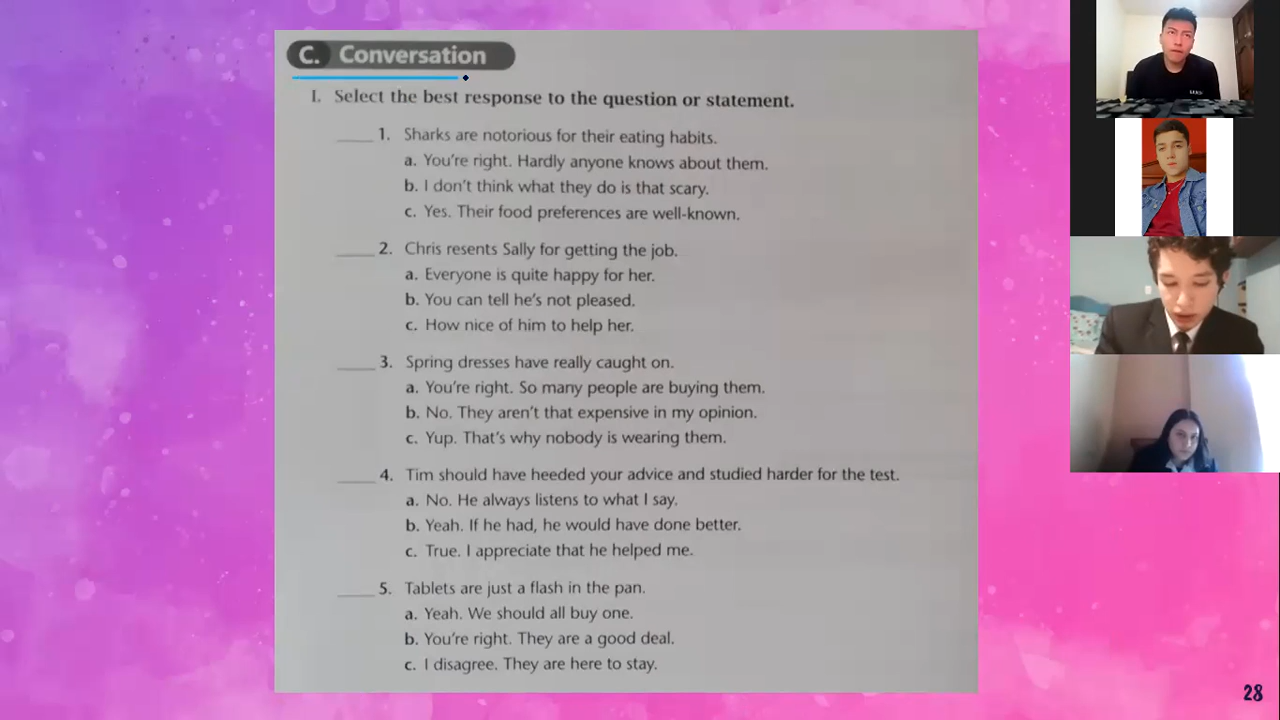 C. Conversation
I. Select the best response to the question or statement.
____ 1. Sharks are notorious for their eating habits.
a. You're right. Hardly anyone knows about them.
b. I don't think what they do is that scary.
c. Yes. Their food preferences are well-known.
____ 2. Chris resents Sally for getting the job.
a. Everyone is quite happy for her.
b. You can tell he's not pleased.
c. How nice of him to help her.
____ 3. Spring dresses have really caught on.
a. You're right. So many people are buying them.
b. No. They aren't that expensive in my opinion.
c. Yup. That's why nobody is wearing them.
____ 4. Tim should have heeded your advice and studied harder for the test.
a. No. He always listens to what I say.
b. Yeah. If he had, he would have done better.
c. True. I appreciate that he helped me.
____ 5. Tablets are just a flash in the pan.
a. Yeah. We should all buy one.
b. You're right. They are a good deal.
c. I disagree. They are here to stay.
28